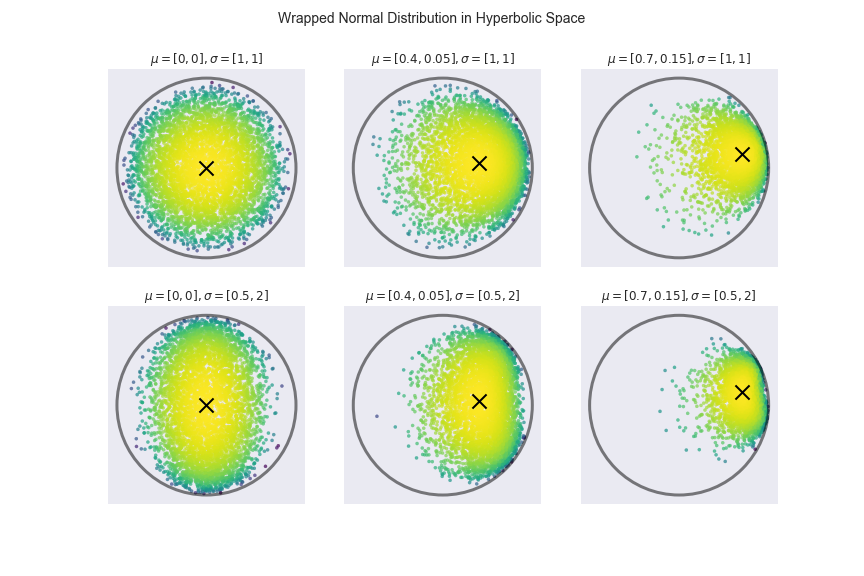 Wrapped Normal Distribution in Hyperbolic Space
μ = [0, 0], σ = [1, 1]
μ = [0.4, 0.05], σ = [1, 1]
μ = [0.7, 0.15], σ = [1, 1]
μ = [0, 0], σ = [0.5, 2]
μ = [0.4, 0.05], σ = [0.5, 2]
μ = [0.7, 0.15], σ = [0.5, 2]